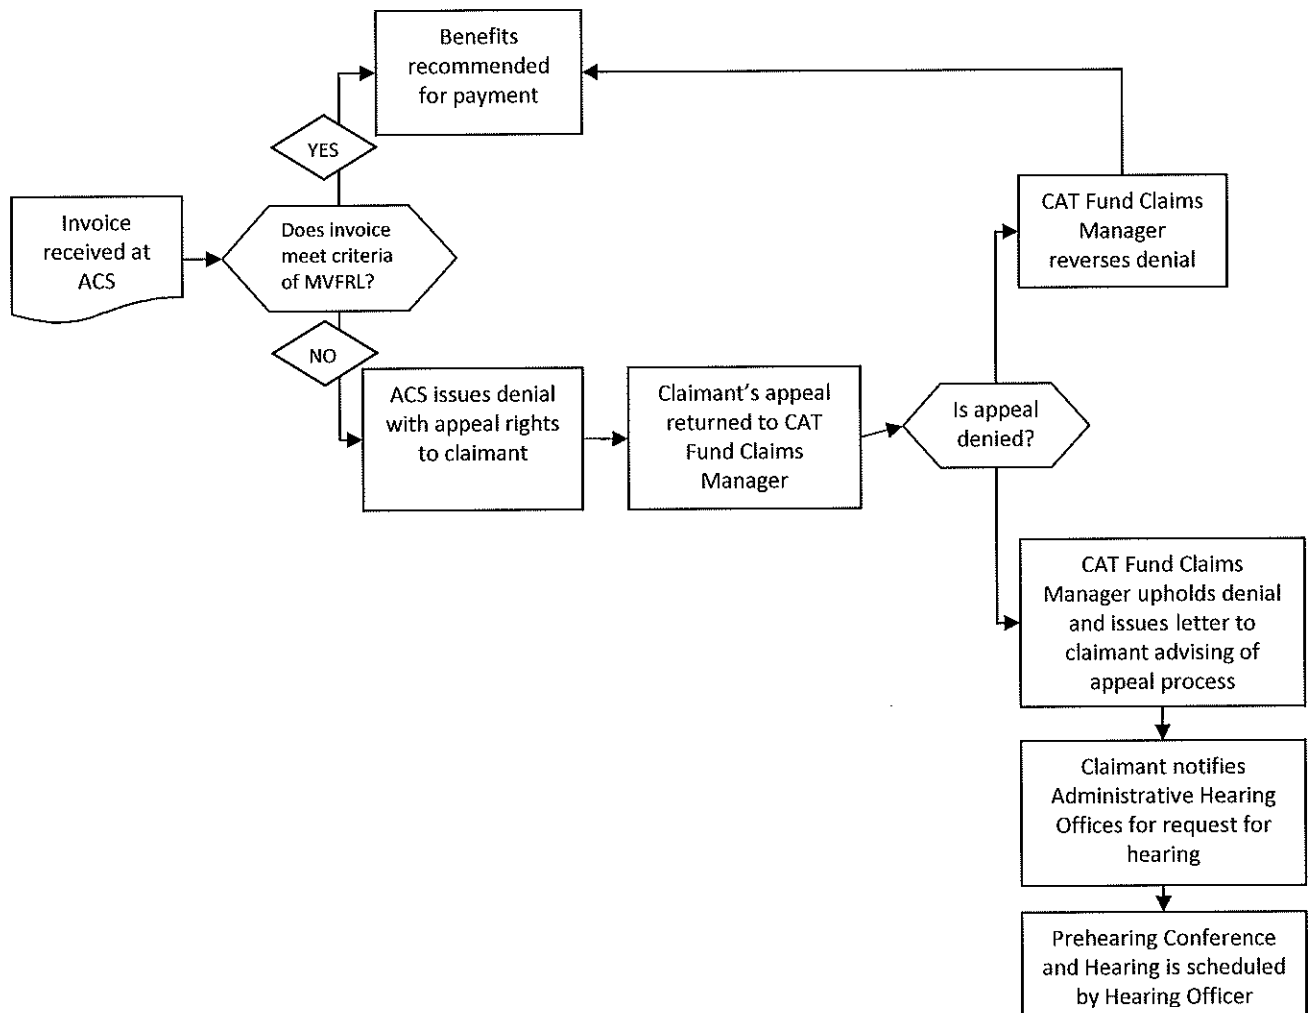 Benefits
recommended
for payment
YES
Invoice
received at
ACS
Does invoice
meet criteria
of MVFRL?
NO
ACS issues denial
with appeal rights
to claimant
Claimant's appeal
returned to CAT
Fund Claims
Manager
Is appeal
denied?
CAT Fund Claims
Manager
reverses denial
CAT Fund Claims
Manager upholds denial
and issues letter to
claimant advising of
appeal process
Claimant notifies
Administrative Hearing
Offices for request for
hearing
Prehearing Conference
and Hearing is scheduled
by Hearing Officer